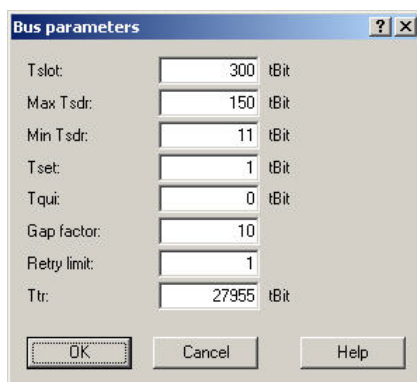 Bus parameters
Tslot: 300 tBit
Max Tsdr: 150 tBit
Min Tsdr: 11 tBit
Tset: 1 tBit
Tqui: 0 tBit
Gap factor: 10
Retry limit: 1
Ttr: 27955 tBit
OK Cancel Help